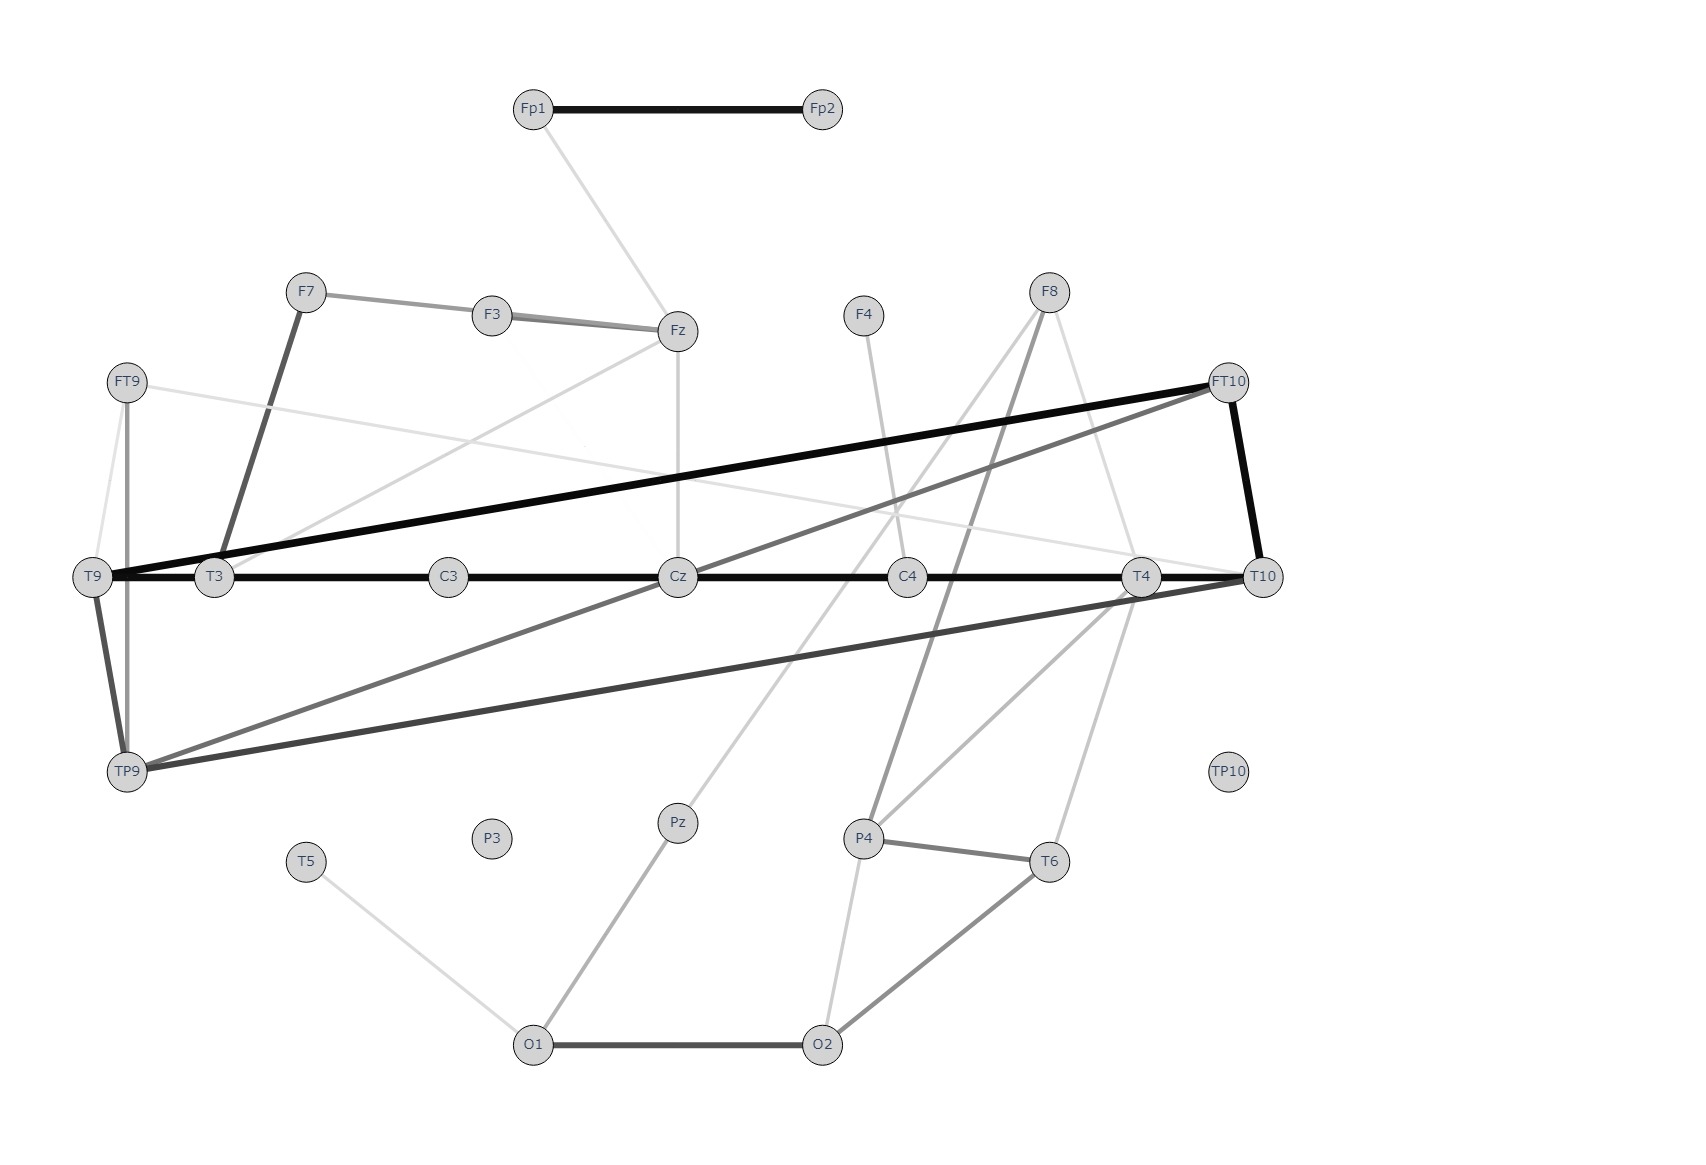 Fp1 Fp2
F7 F3 Fz F4 F8
FT9 FT10
T9 T3 C3 Cz C4 T4 T10
TP9 TP10
T5 P3 Pz P4 T6
O1 O2